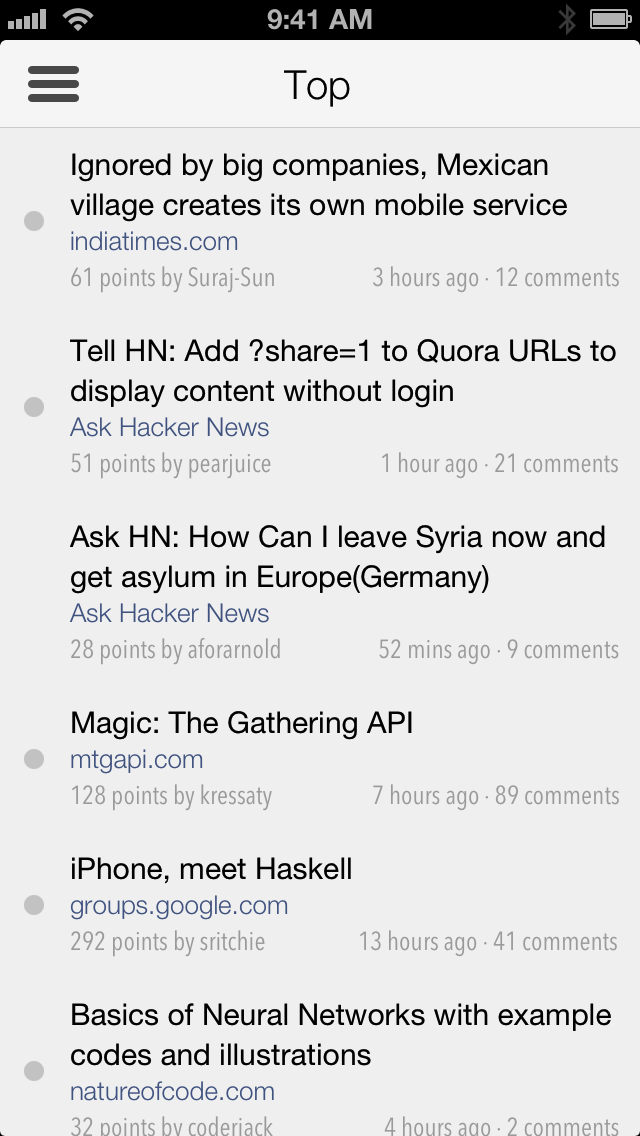 9:41 AM
Top
Ignored by big companies, Mexican
village creates its own mobile service
indiatimes.com
61 points by Suraj-Sun 3 hours ago · 12 comments
Tell HN: Add ?share=1 to Quora URLs to
display content without login
Ask Hacker News
51 points by pearjuice 1 hour ago · 21 comments
Ask HN: How Can I leave Syria now and
get asylum in Europe(Germany)
Ask Hacker News
28 points by aforarnold 52 mins ago · 9 comments
Magic: The Gathering API
mtgapi.com
128 points by kressaty 7 hours ago · 89 comments
iPhone, meet Haskell
groups.google.com
292 points by sritchie 13 hours ago · 41 comments
Basics of Neural Networks with example
codes and illustrations
natureofcode.com
32 points by coderjack 4 hours ago · 2 comments